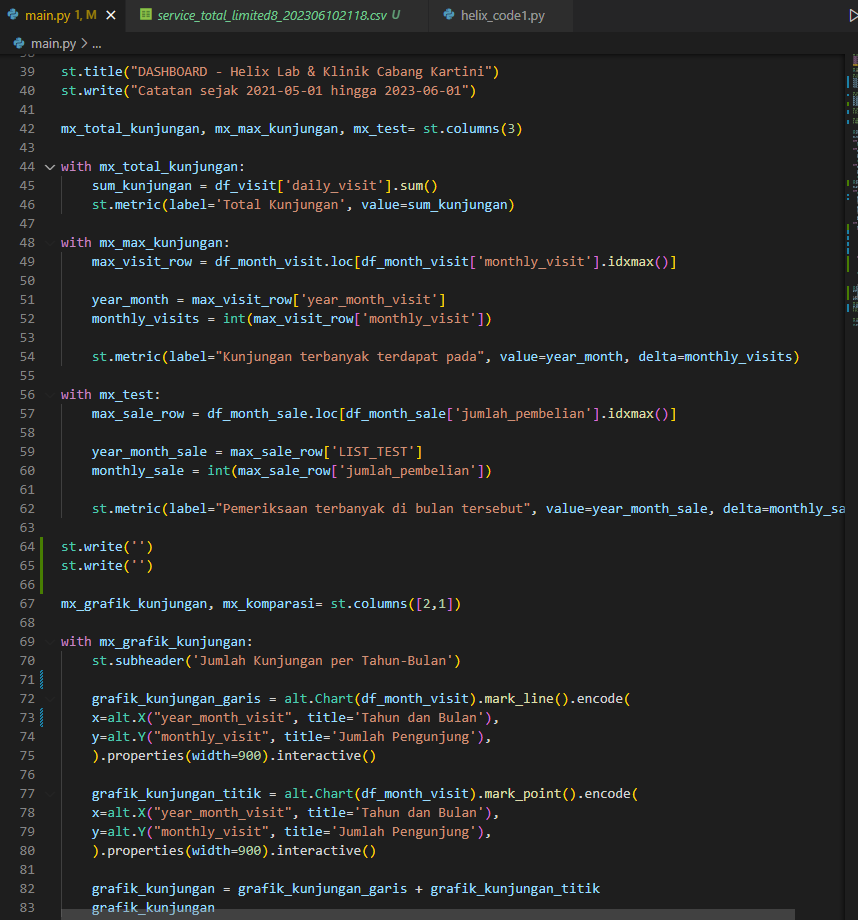 main.py 1, M
service_total_limited8_202306102118.csv U
helix_code1.py
main.py > ...
39 st.title("DASHBOARD - Helix Lab & Klinik Cabang Kartini")
40 st.write("Catatan sejak 2021-05-01 hingga 2023-06-01")
41
42 mx_total_kunjungan, mx_max_kunjungan, mx_test= st.columns(3)
43
44 with mx_total_kunjungan:
45     sum_kunjungan = df_visit['daily_visit'].sum()
46     st.metric(label='Total Kunjungan', value=sum_kunjungan)
47
48 with mx_max_kunjungan:
49     max_visit_row = df_month_visit.loc[df_month_visit['monthly_visit'].idxmax()]
50
51     year_month = max_visit_row['year_month_visit']
52     monthly_visits = int(max_visit_row['monthly_visit'])
53
54     st.metric(label="Kunjungan terbanyak terdapat pada", value=year_month, delta=monthly_visits)
55
56 with mx_test:
57     max_sale_row = df_month_sale.loc[df_month_sale['jumlah_pembelian'].idxmax()]
58
59     year_month_sale = max_sale_row['LIST_TEST']
60     monthly_sale = int(max_sale_row['jumlah_pembelian'])
61
62     st.metric(label="Pemeriksaan terbanyak di bulan tersebut", value=year_month_sale, delta=monthly_sa
63
64 st.write('')
65 st.write('')
66
67 mx_grafik_kunjungan, mx_komparasi= st.columns([2,1])
68
69 with mx_grafik_kunjungan:
70     st.subheader('Jumlah Kunjungan per Tahun-Bulan')
71
72     grafik_kunjungan_garis = alt.Chart(df_month_visit).mark_line().encode(
73     x=alt.X("year_month_visit", title='Tahun dan Bulan'),
74     y=alt.Y("monthly_visit", title='Jumlah Pengunjung'),
75     ).properties(width=900).interactive()
76
77     grafik_kunjungan_titik = alt.Chart(df_month_visit).mark_point().encode(
78     x=alt.X("year_month_visit", title='Tahun dan Bulan'),
79     y=alt.Y("monthly_visit", title='Jumlah Pengunjung'),
80     ).properties(width=900).interactive()
81
82     grafik_kunjungan = grafik_kunjungan_garis + grafik_kunjungan_titik
83     grafik_kunjungan